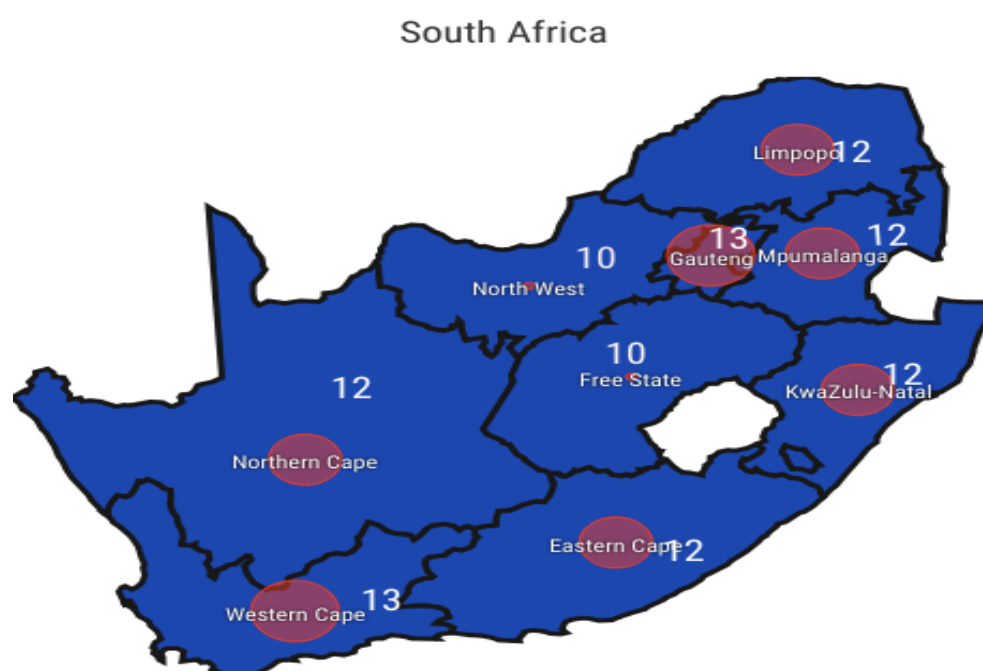 South Africa
Limpopo 12
13
Gauteng
12
Mpumalanga
10
North West
10
Free State
12
KwaZulu-Natal
12
Northern Cape
Eastern Cape 12
13
Western Cape